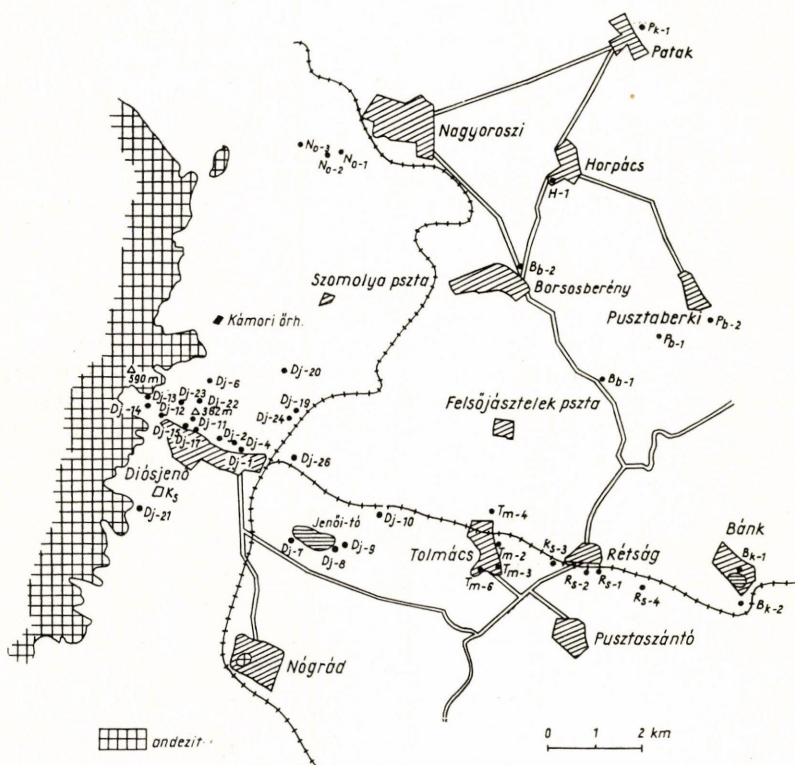 Pk-1
Patak
Nagyoroszi
No-3
No-1
No-2
Horpács
H-1
Bb-2
Szomolya pszta
Borsosberény
Pusztaberki
Pb-2
Pb-1
Kámori őrh.
590 m
Dj-6
Dj-20
Dj-13
Dj-23
Dj-22
Bb-1
Dj-14
Dj-12
362 m
Dj-19
Dj-11
Dj-24
Felsőjásztelek pszta
Dj-15
Dj-2
Dj-4
Dj-17
Dj-1
Dj-26
Diósjenő
Ks
Dj-21
Tm-4
Dj-10
Jenői-tó
Bánk
Ks-3
Rétság
Dj-7
Dj-9
Tolmács
Tm-2
Bk-1
Dj-8
Tm-3
Tm-6
Rs-2
Rs-1
Rs-4
Bk-2
Pusztaszántó
Nógrád
andezit
0 1 2 km